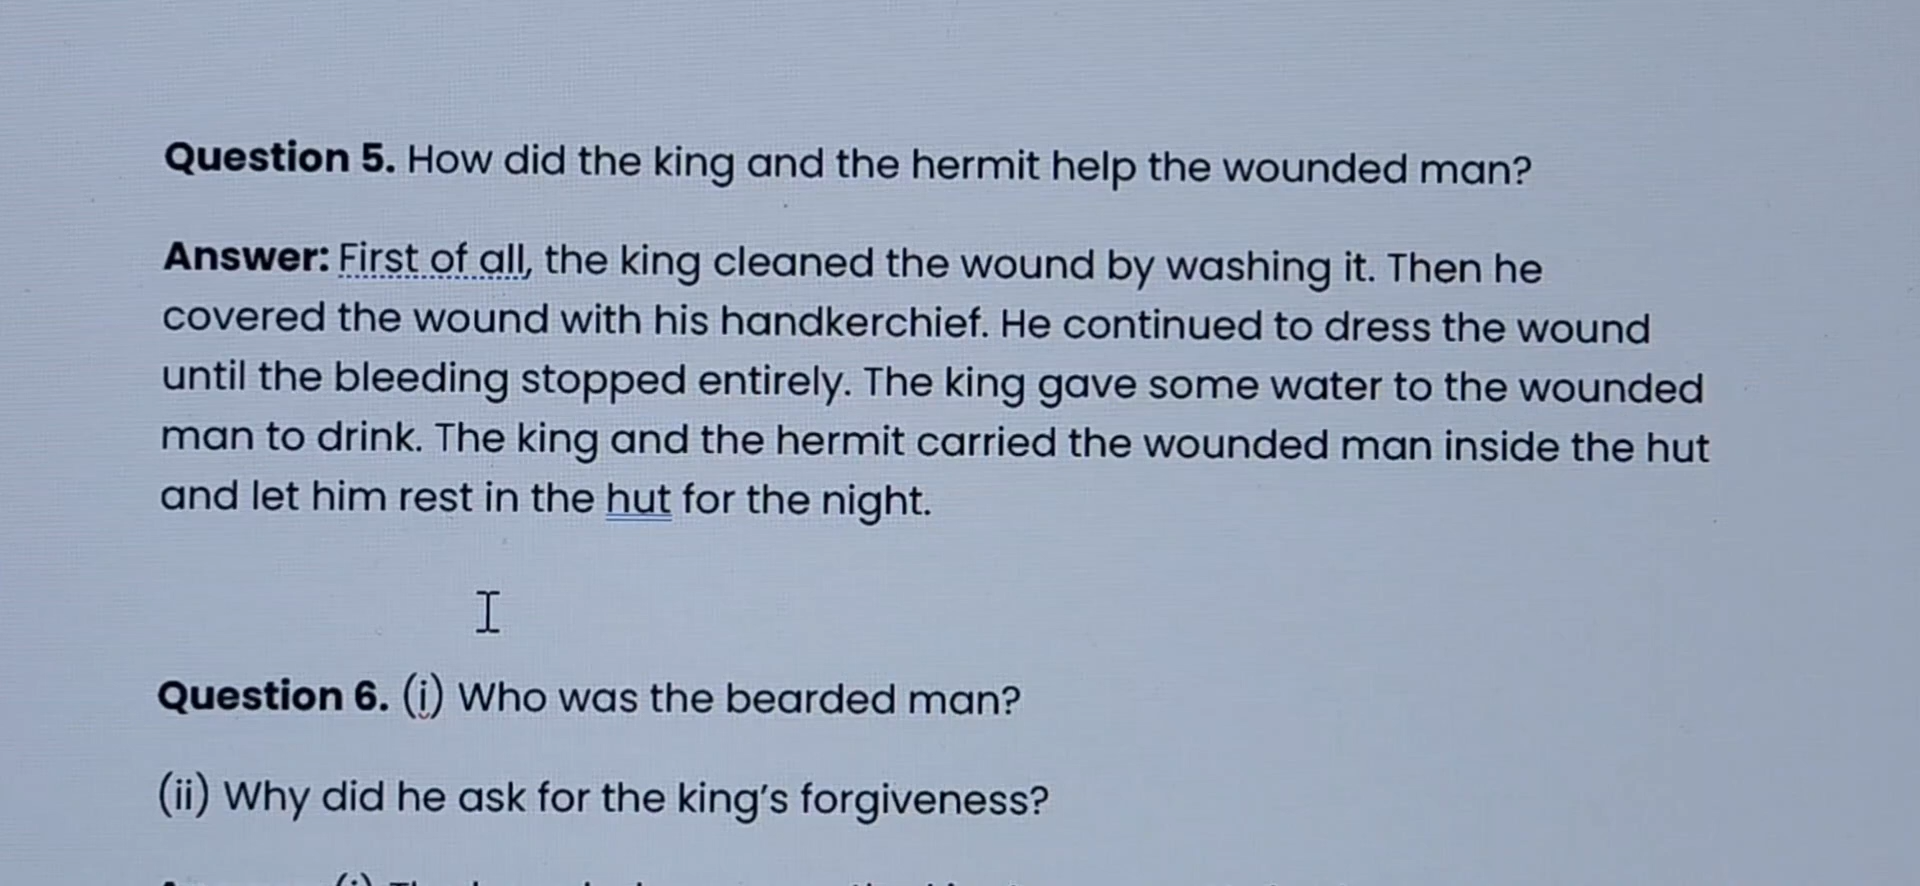 Question 5. How did the king and the hermit help the wounded man?
Answer: First of all, the king cleaned the wound by washing it. Then he
covered the wound with his handkerchief. He continued to dress the wound
until the bleeding stopped entirely. The king gave some water to the wounded
man to drink. The king and the hermit carried the wounded man inside the hut
and let him rest in the hut for the night.
Question 6. (i) Who was the bearded man?
(ii) Why did he ask for the king's forgiveness?